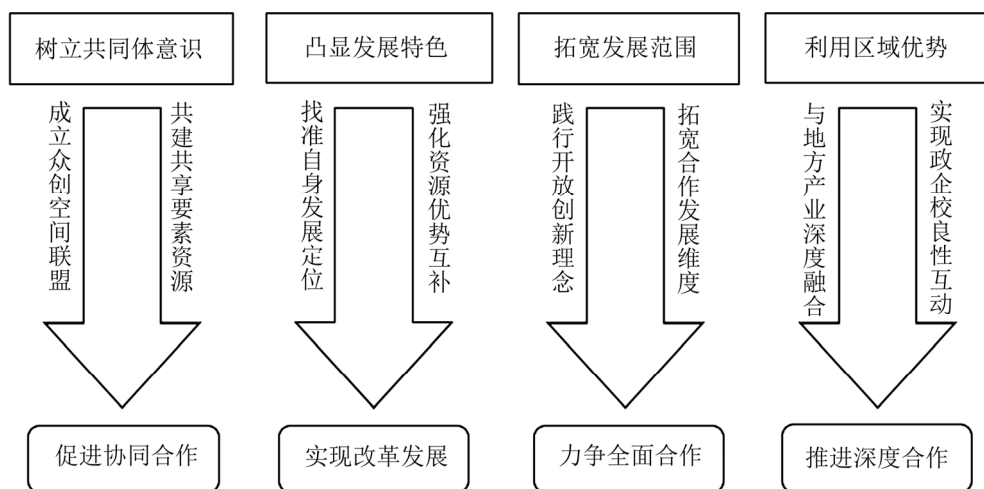 树立共同体意识
凸显发展特色
拓宽发展范围
利用区域优势
成立众创空间联盟
共建共享要素资源
找准自身发展定位
强化资源优势互补
践行开放创新理念
拓宽合作发展维度
与地方产业深度融合
实现政企校良性互动
促进协同合作
实现改革发展
力争全面合作
推进深度合作